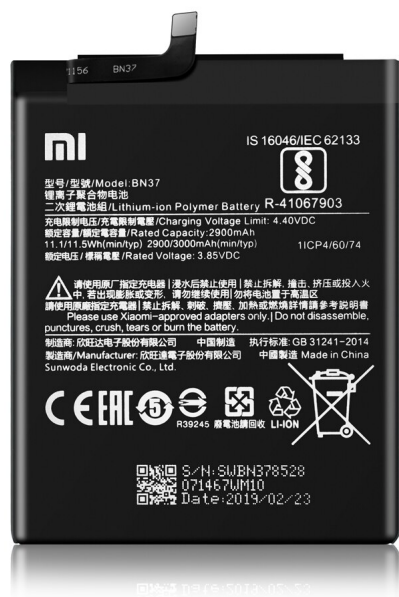 1156 BN37
mi
IS 16046/IEC 62133
R-41067903
型号/型號/Model:BN37
锂离子聚合物电池
二次鋰電池組/Lithium-ion Polymer Battery
充电限制电压/充電限制電壓/Charging Voltage Limit: 4.40VDC
额定容量/額定電容量/Rated Capacity: 2900mAh
11.1/11.5Wh(min/typ) 2900/3000mAh(min/typ) 1ICP4/60/74
额定电压/標稱電壓/Rated Voltage: 3.85VDC
请使用原厂指定充电器|浸水后禁止使用|禁止拆解、撞击、挤压或投入火
中,若出现膨胀或变形,请勿继续使用|勿将电池置于高温区
請使用原廠指定充電器|禁止拆解、刺破、擠壓、加熱或燃燒詳情請參考説明書
Please use Xiaomi-approved adapters only.|Do not disassemble,
punctures, crush, tears or burn the battery.
制造商: 欣旺达电子股份有限公司 中国制造 执行标准: GB 31241-2014
製造商/Manufacturer: 欣旺達電子股份有限公司 中國製造 Made in China
Sunwoda Electronic Co., Ltd.
CE EAC 5
R39245 廢電池請回收 LI-ION
S/N:SWBN378528
071467WM10
Date:2019/02/23